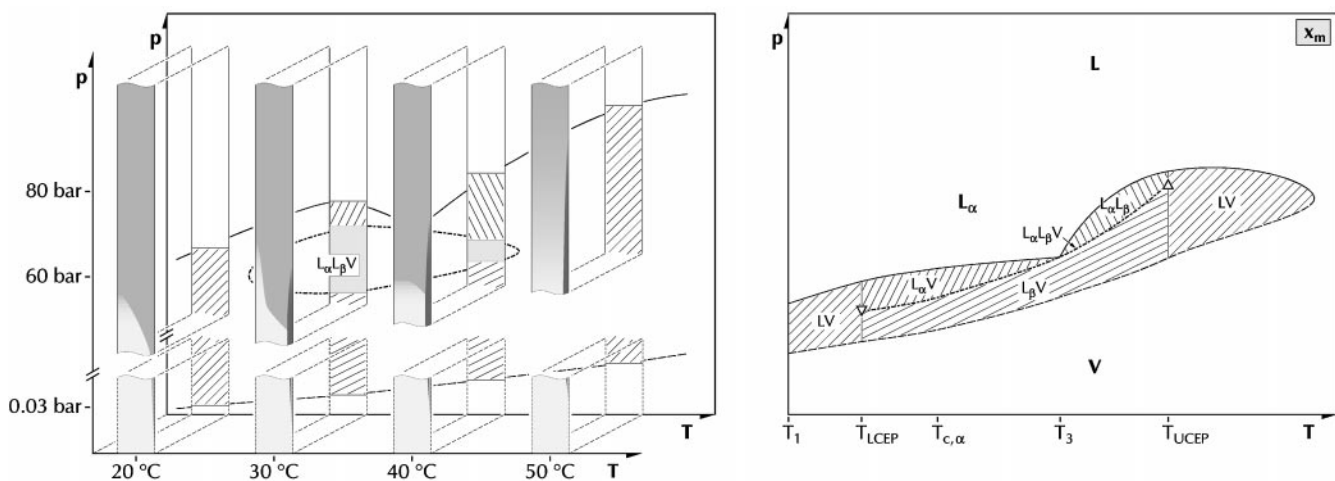 p
p
80 bar
60 bar
0.03 bar
LαLβV
T
20 °C
30 °C
40 °C
50 °C
T
p
xm
L
Lα
LαLβ
LV
LαLβV
LαV
LβV
LV
V
T1
TLCEP
Tc,α
T3
TUCEP
T